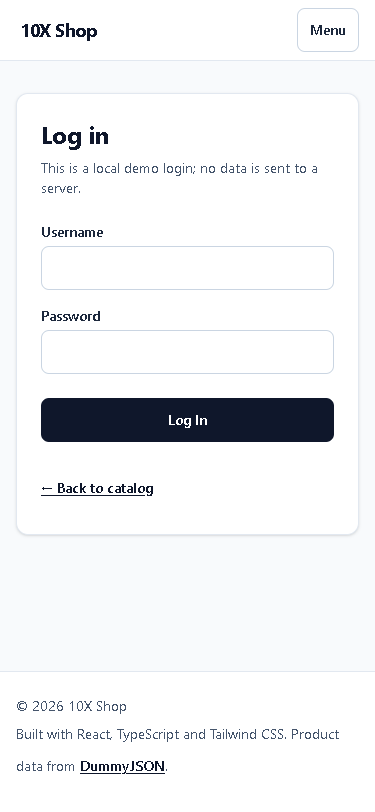 10X Shop
Menu
Log in
This is a local demo login; no data is sent to a
server.
Username
Password
Log In
← Back to catalog
© 2026 10X Shop
Built with React, TypeScript and Tailwind CSS. Product
data from DummyJSON.